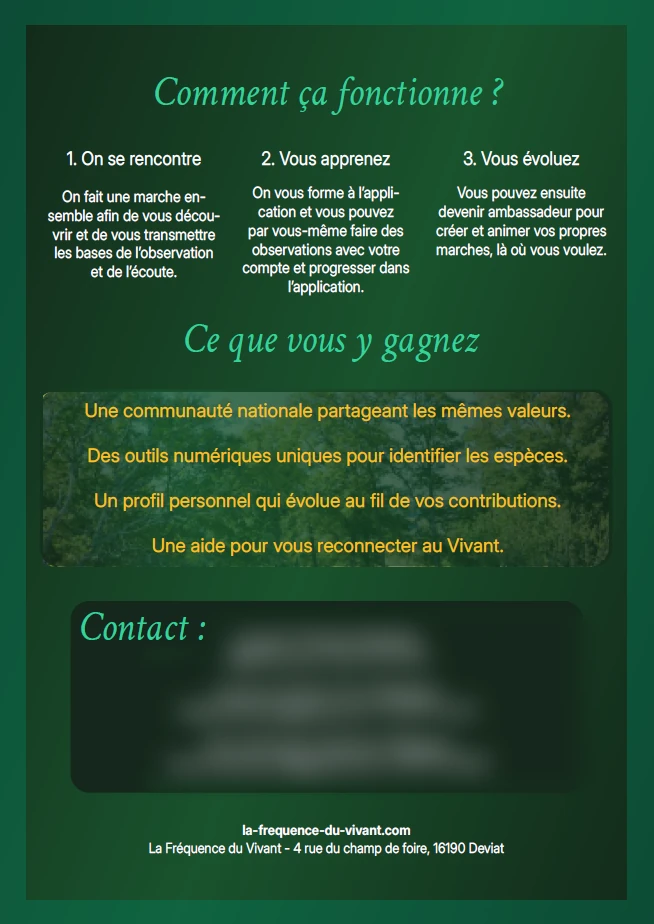 Comment ça fonctionne ?
1. On se rencontre
On fait une marche en-
semble afin de vous décou-
vrir et de vous transmettre
les bases de l'observation
et de l'écoute.
2. Vous apprenez
On vous forme à l'appli-
cation et vous pouvez
par vous-même faire des
observations avec votre
compte et progresser dans
l'application.
3. Vous évoluez
Vous pouvez ensuite
devenir ambassadeur pour
créer et animer vos propres
marches, là où vous voulez.
Ce que vous y gagnez
Une communauté nationale partageant les mêmes valeurs.
Des outils numériques uniques pour identifier les espèces.
Un profil personnel qui évolue au fil de vos contributions.
Une aide pour vous reconnecter au Vivant.
Contact :
la-frequence-du-vivant.com
La Fréquence du Vivant - 4 rue du champ de foire, 16190 Deviat